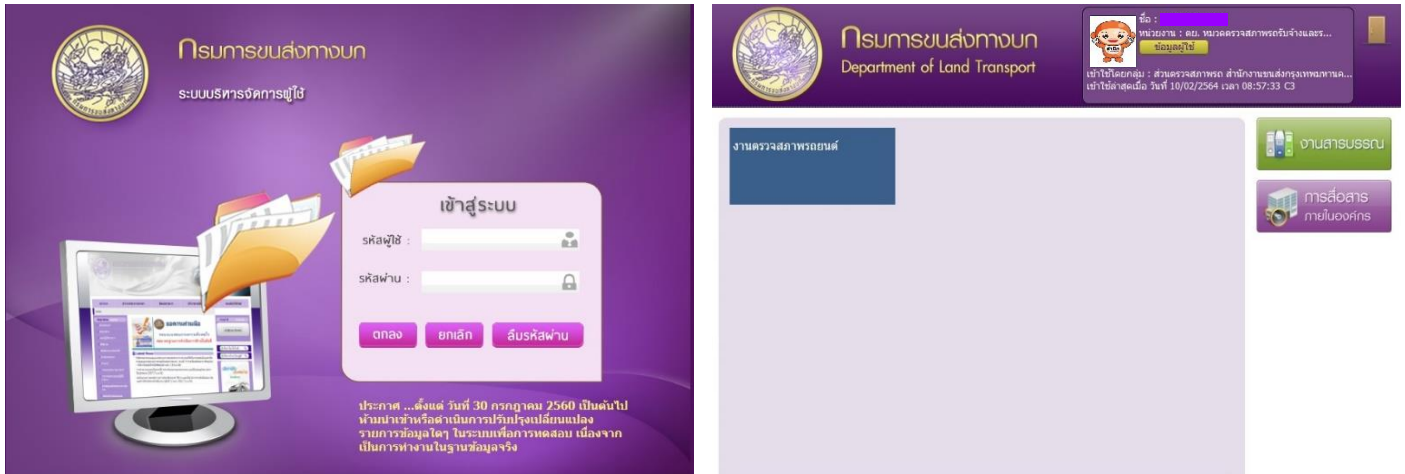 กรมการขนส่งทางบก
ระบบบริหารจัดการผู้ใช้
เข้าสู่ระบบ
รหัสผู้ใช้ :
รหัสผ่าน :
ตกลง
ยกเลิก
ลืมรหัสผ่าน
ประกาศ ...ตั้งแต่ วันที่ 30 กรกฎาคม 2560 เป็นต้นไป
ห้ามนำเข้าหรือดำเนินการปรับปรุงเปลี่ยนแปลง
รายการข้อมูลใดๆ ในระบบเพื่อการทดสอบ เนื่องจาก
เป็นการทำงานในฐานข้อมูลจริง
กรมการขนส่งทางบก
Department of Land Transport
ชื่อ :
หน่วยงาน : ตย. หมวดตรวจสภาพรถรับจ้างและร...
ข้อมูลผู้ใช้
เข้าใช้โดยกลุ่ม : ส่วนตรวจสภาพรถ สำนักงานขนส่งกรุงเทพมหานค...
เข้าใช้ล่าสุดเมื่อ วันที่ 10/02/2564 เวลา 08:57:33 C3
งานตรวจสภาพรถยนต์
งานสารบรรณ
การสื่อสาร
ภายในองค์กร